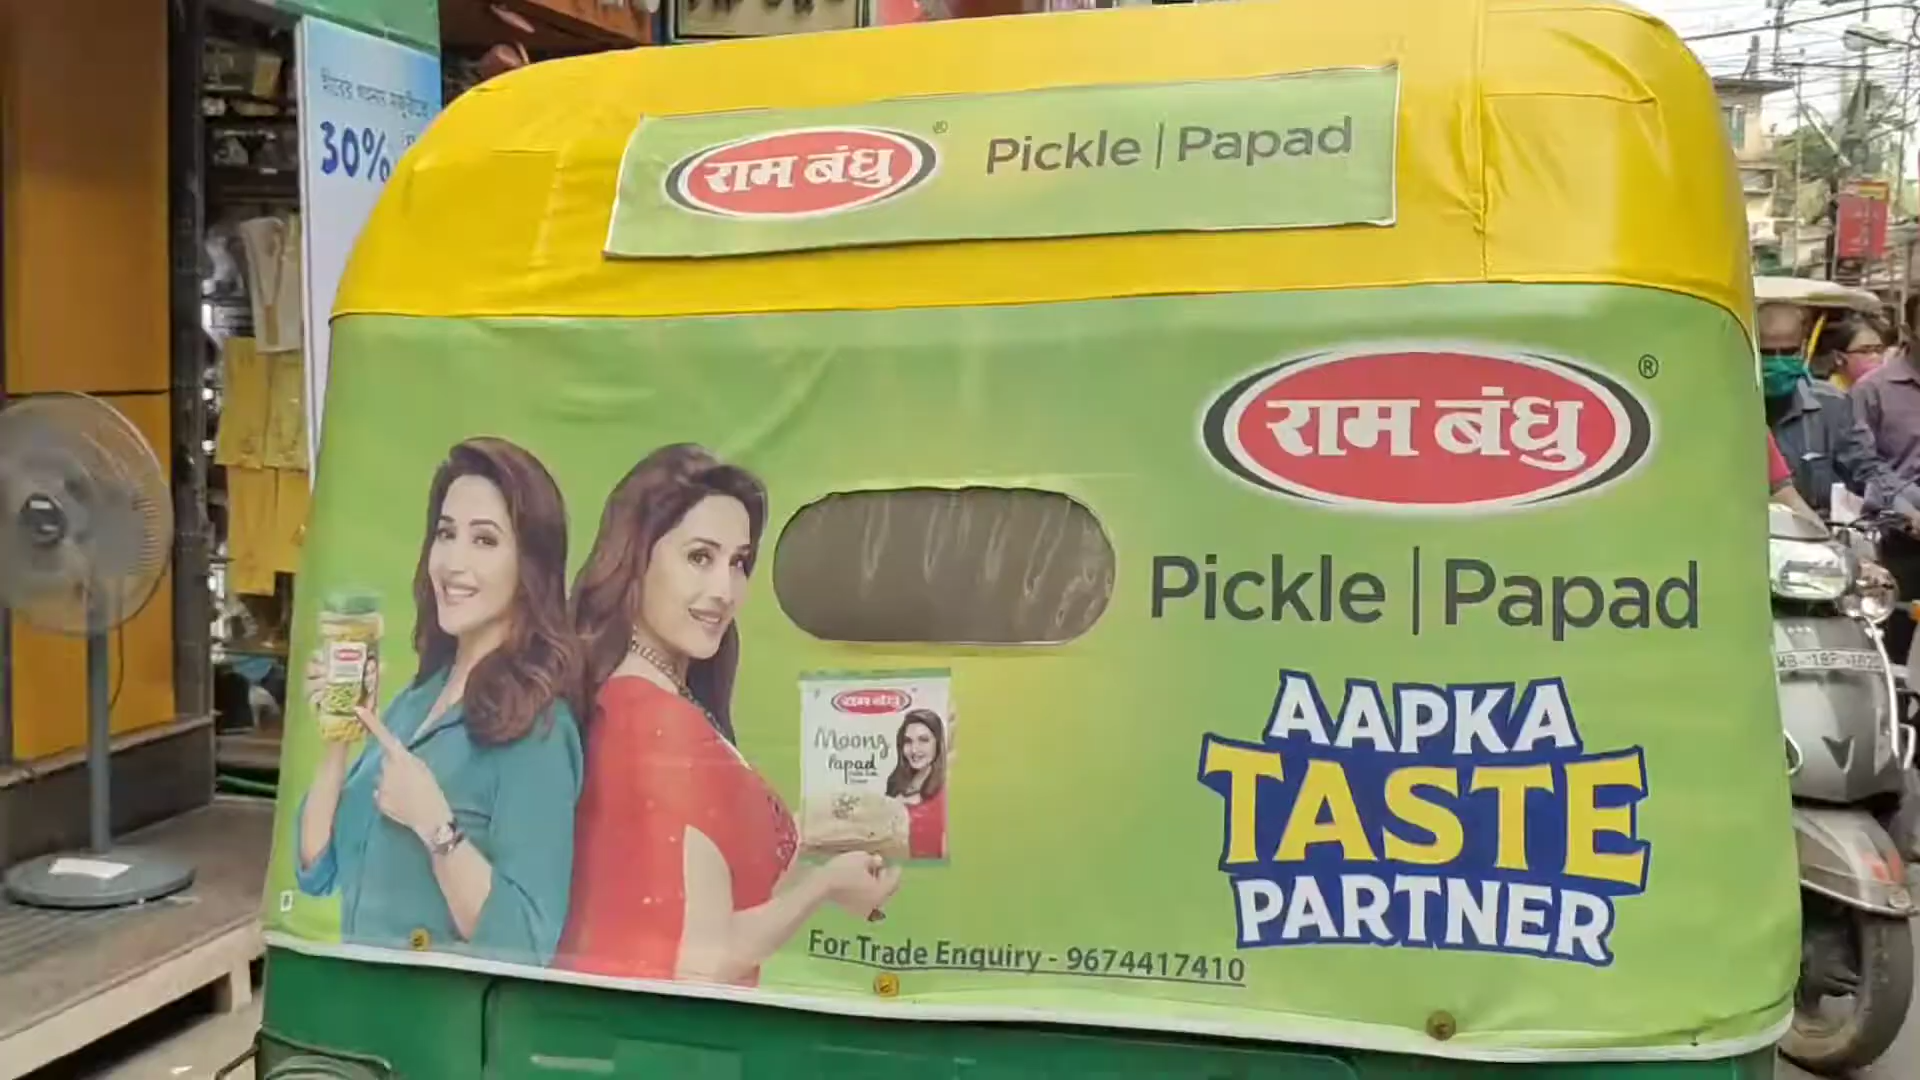 30%
राम बंधु ® Pickle | Papad
राम बंधु ®
Pickle | Papad
राम बंधु
Moong
Papad
AAPKA
TASTE
PARTNER
For Trade Enquiry - 9674417410